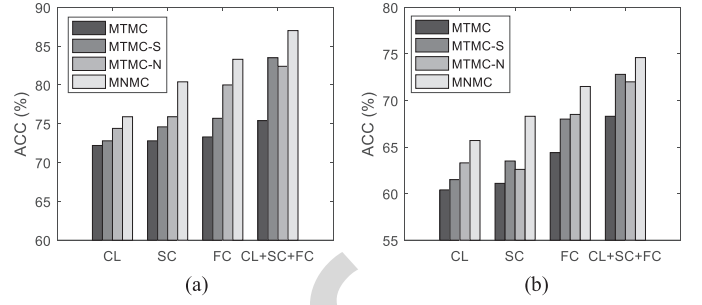 90
85
80
75
70
65
60
ACC (%)
MTMC
MTMC-S
MTMC-N
MNMC
CL SC FC CL+SC+FC
(a)
80
75
70
65
60
55
ACC (%)
MTMC
MTMC-S
MTMC-N
MNMC
CL SC FC CL+SC+FC
(b)